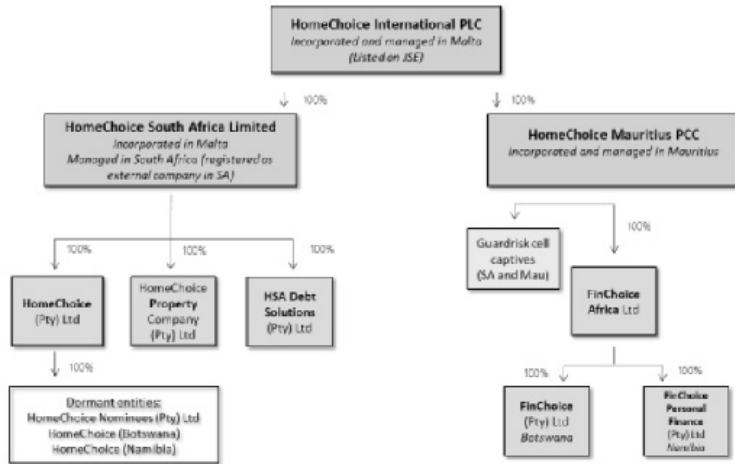 HomeChoice International PLC
Incorporated and managed in Malta
(Listed on JSE)
100%
100%
HomeChoice South Africa Limited
Incorporated in Malta
Managed in South Africa (registered as
external company in SA)
HomeChoice Mauritius PCC
Incorporated and managed in Mauritius
100%
100%
100%
100%
HomeChoice
(Pty) Ltd
HomeChoice
Property
Company
(Pty) Ltd
HSA Debt
Solutions
(Pty) Ltd
Guardrisk cell
captives
(SA and Mau)
FinChoice
Africa Ltd
100%
100%
100%
Dormant entities:
HomeChoice Nominees (Pty) Ltd
HomeChoice (Botswana)
HomeChoice (Namibia)
FinChoice
(Pty) Ltd
Botswana
FinChoice
Personal
Finance
(Pty) Ltd
Namibia